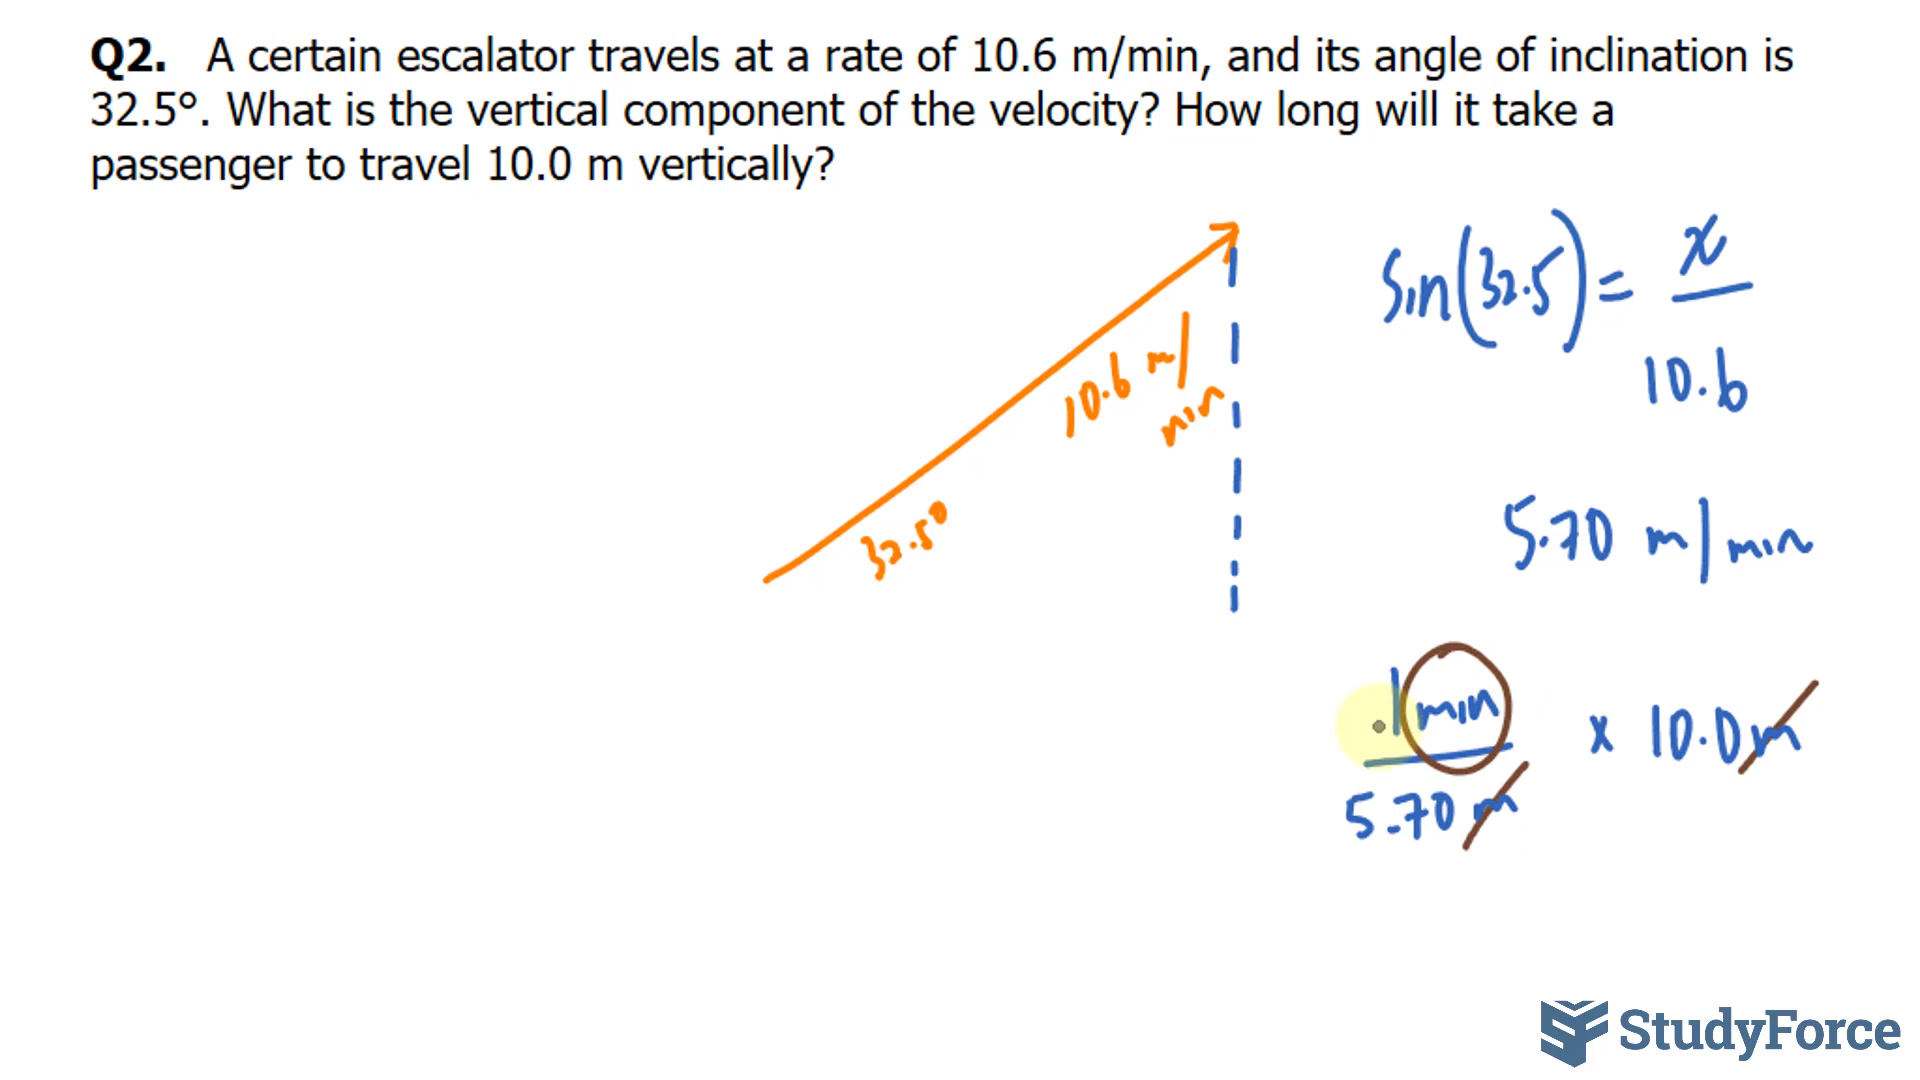 Q2. A certain escalator travels at a rate of 10.6 m/min, and its angle of inclination is
32.5°. What is the vertical component of the velocity? How long will it take a
passenger to travel 10.0 m vertically?
Sin(32.5) = x / 10.6
10.6 m/
min
32.5°
5.70 m/min
1 min × 10.0 m
5.70 m
StudyForce